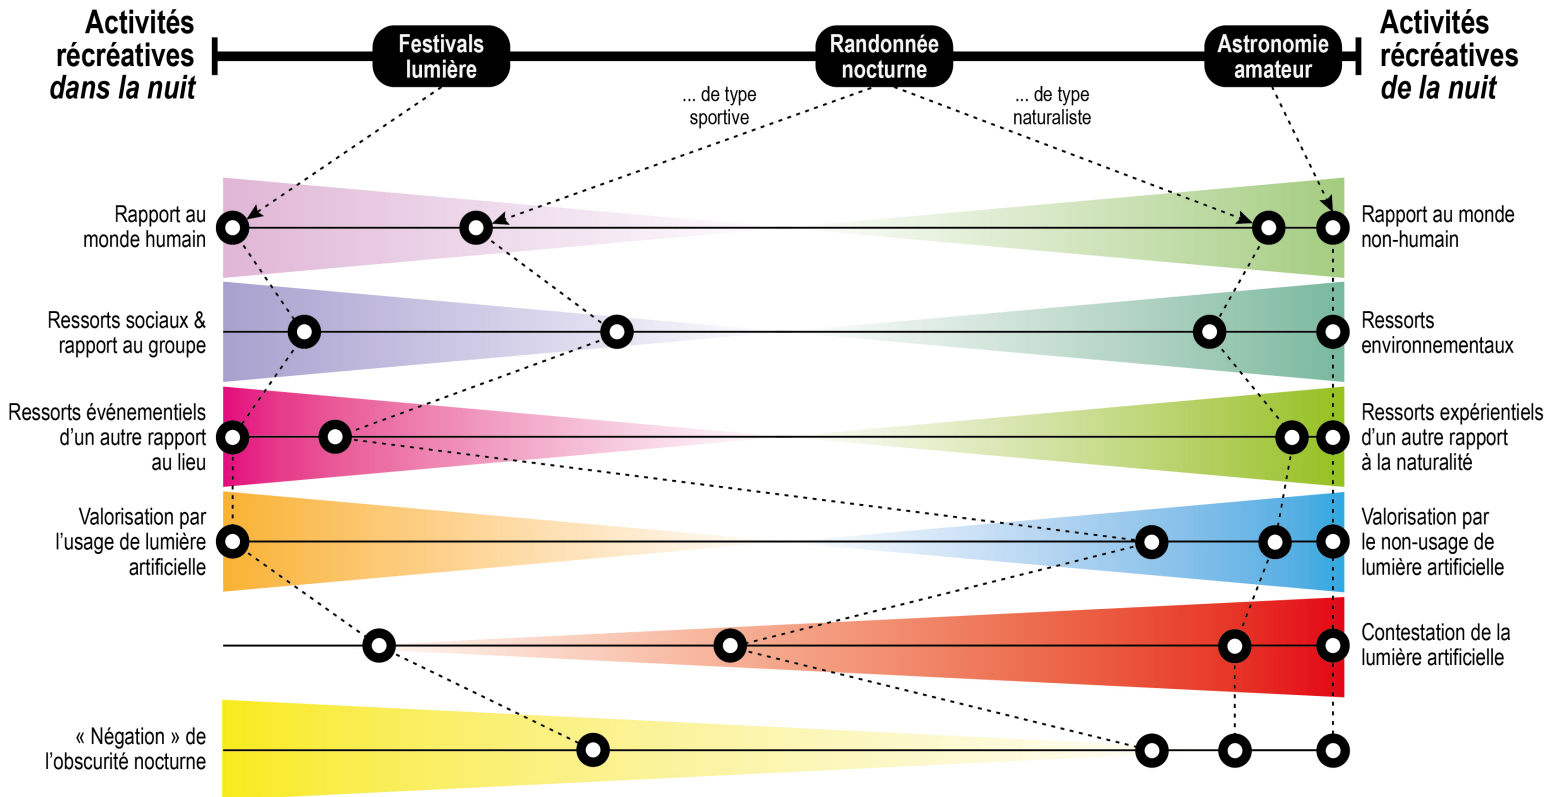 Activités
récréatives
dans la nuit
Festivals
lumière
Randonnée
nocturne
Astronomie
amateur
Activités
récréatives
de la nuit
... de type
sportive
... de type
naturaliste
Rapport au
monde humain
Rapport au monde
non-humain
Ressorts sociaux &
rapport au groupe
Ressorts
environnementaux
Ressorts événementiels
d’un autre rapport
au lieu
Ressorts expérientiels
d’un autre rapport
à la naturalité
Valorisation par
l’usage de lumière
artificielle
Valorisation par
le non-usage de
lumière artificielle
Contestation de la
lumière artificielle
« Négation » de
l’obscurité nocturne